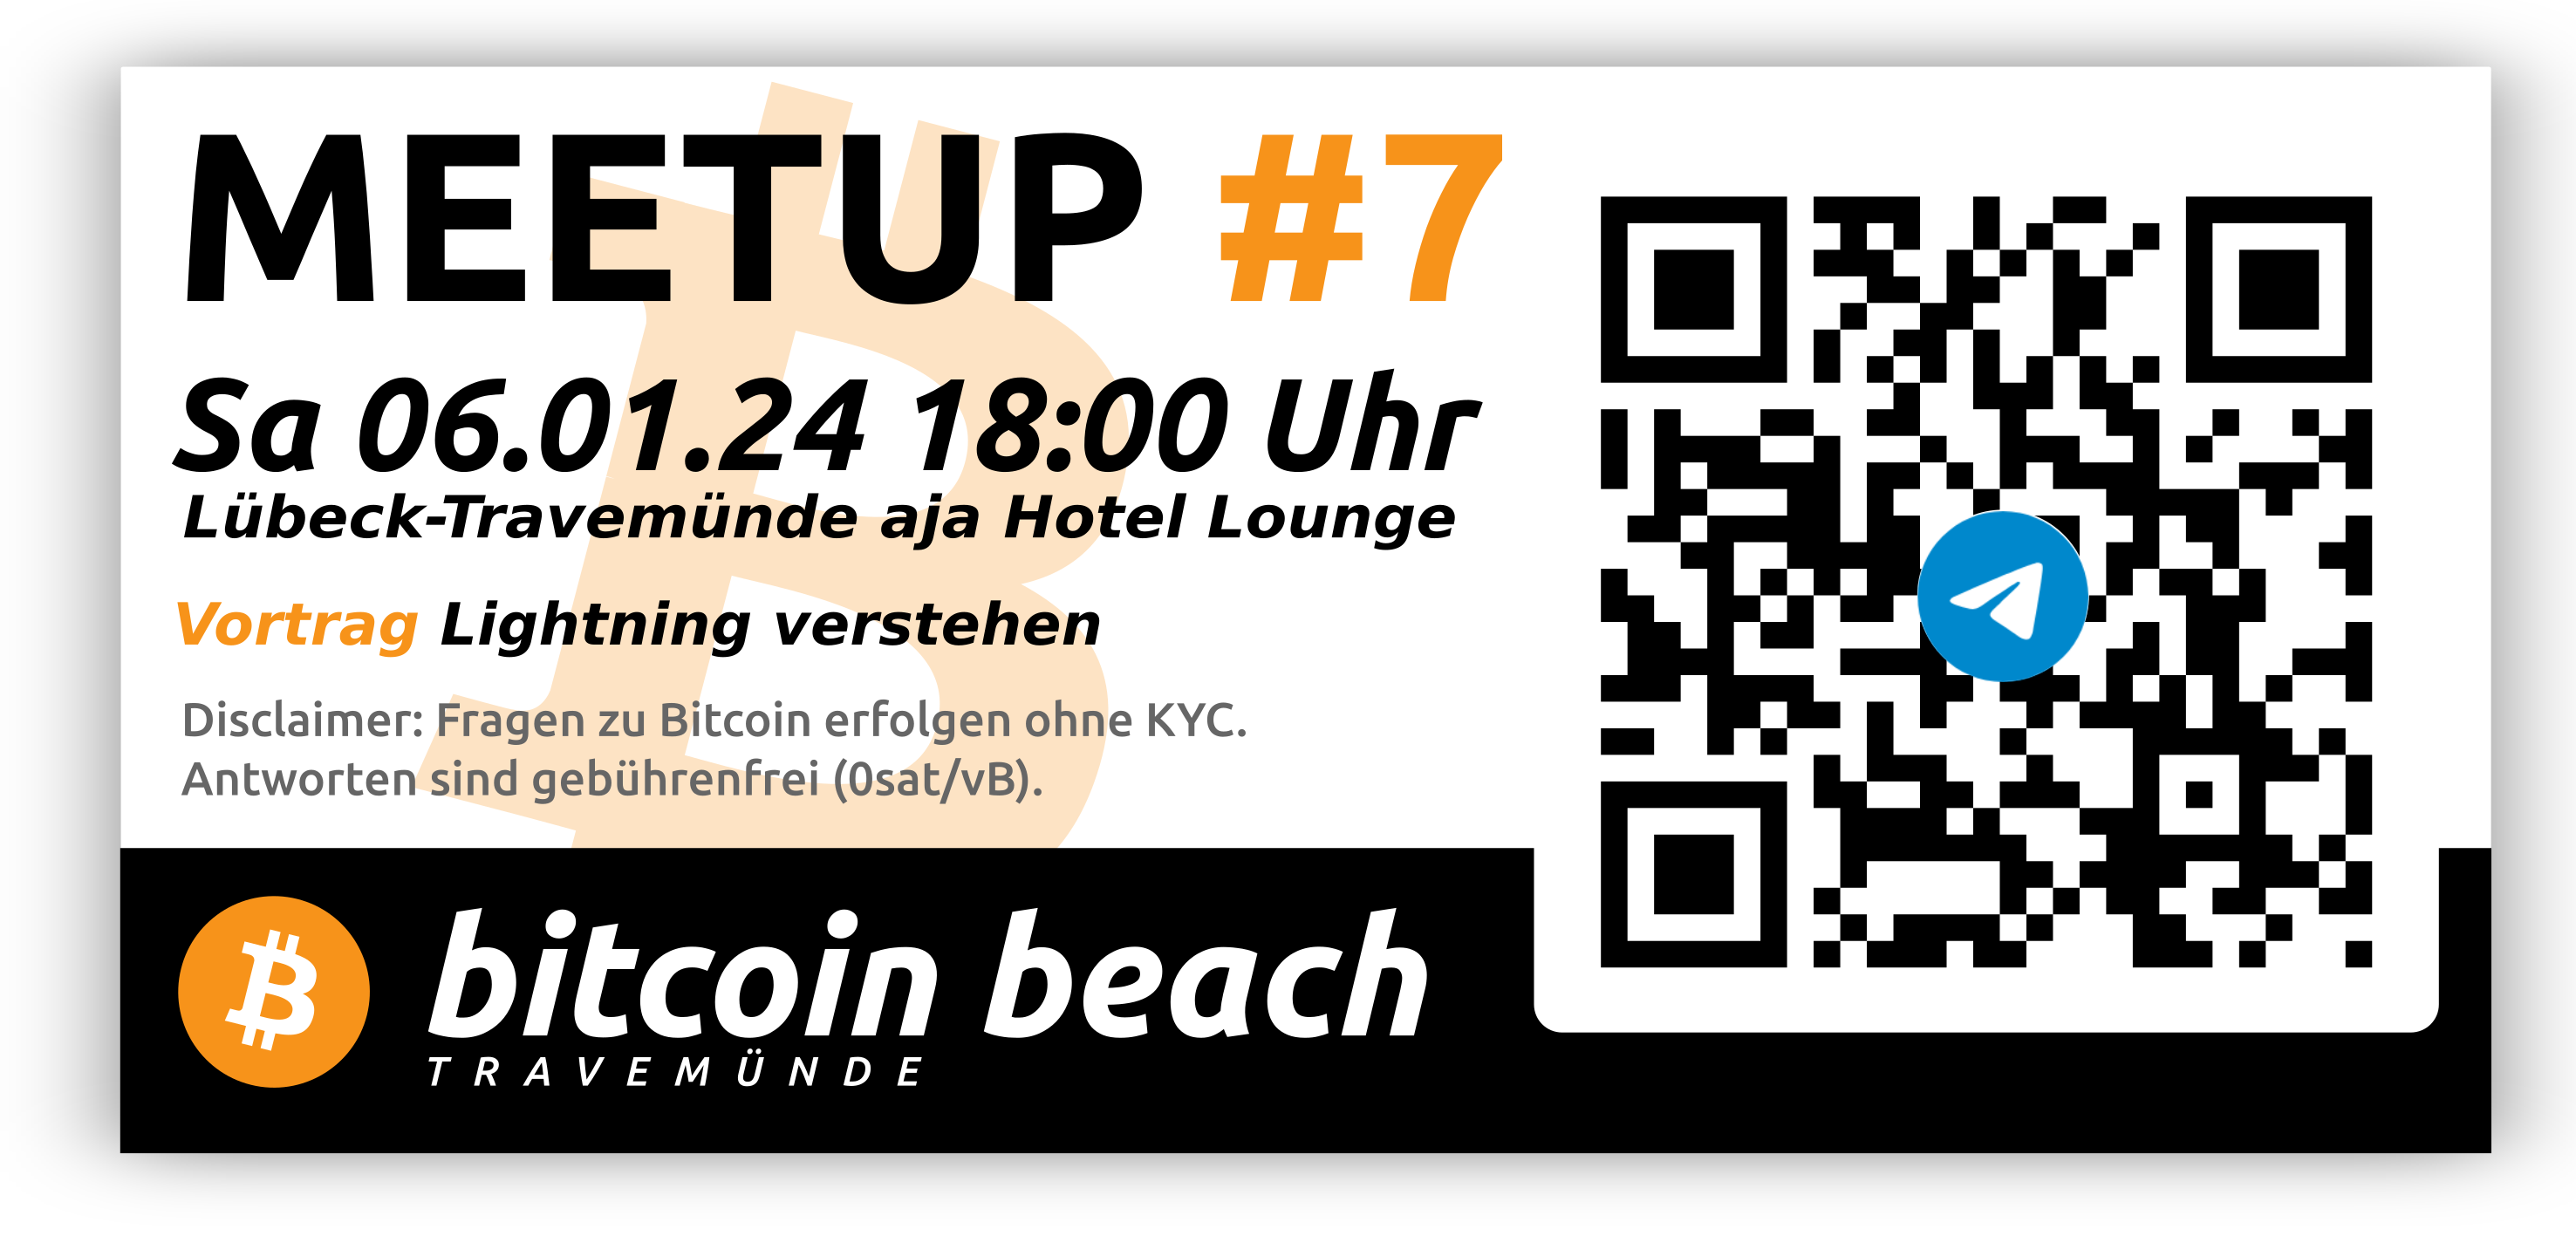 MEETUP #7
Sa 06.01.24 18:00 Uhr
Lübeck-Travemünde aja Hotel Lounge
Vortrag Lightning verstehen
Disclaimer: Fragen zu Bitcoin erfolgen ohne KYC.
Antworten sind gebührenfrei (0sat/vB).
bitcoin beach
TRAVEMÜNDE